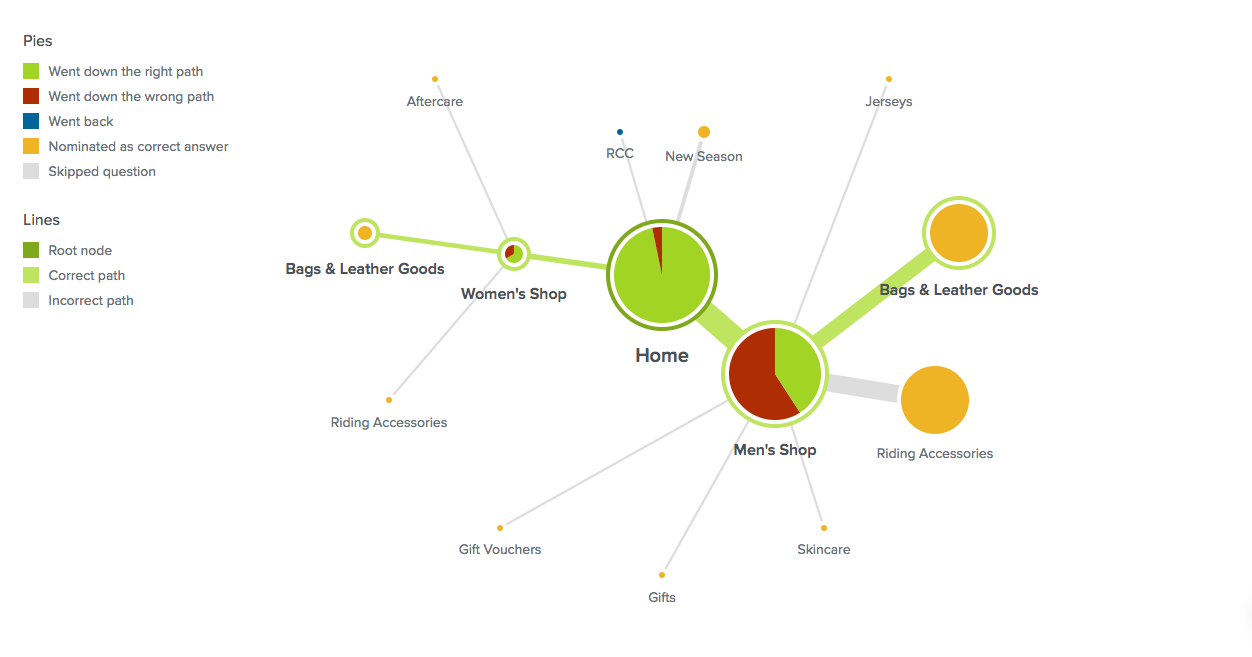 Pies
Went down the right path
Went down the wrong path
Went back
Nominated as correct answer
Skipped question
Lines
Root node
Correct path
Incorrect path
Aftercare
Jerseys
RCC
New Season
Bags & Leather Goods
Women's Shop
Bags & Leather Goods
Home
Riding Accessories
Men's Shop
Riding Accessories
Gift Vouchers
Skincare
Gifts